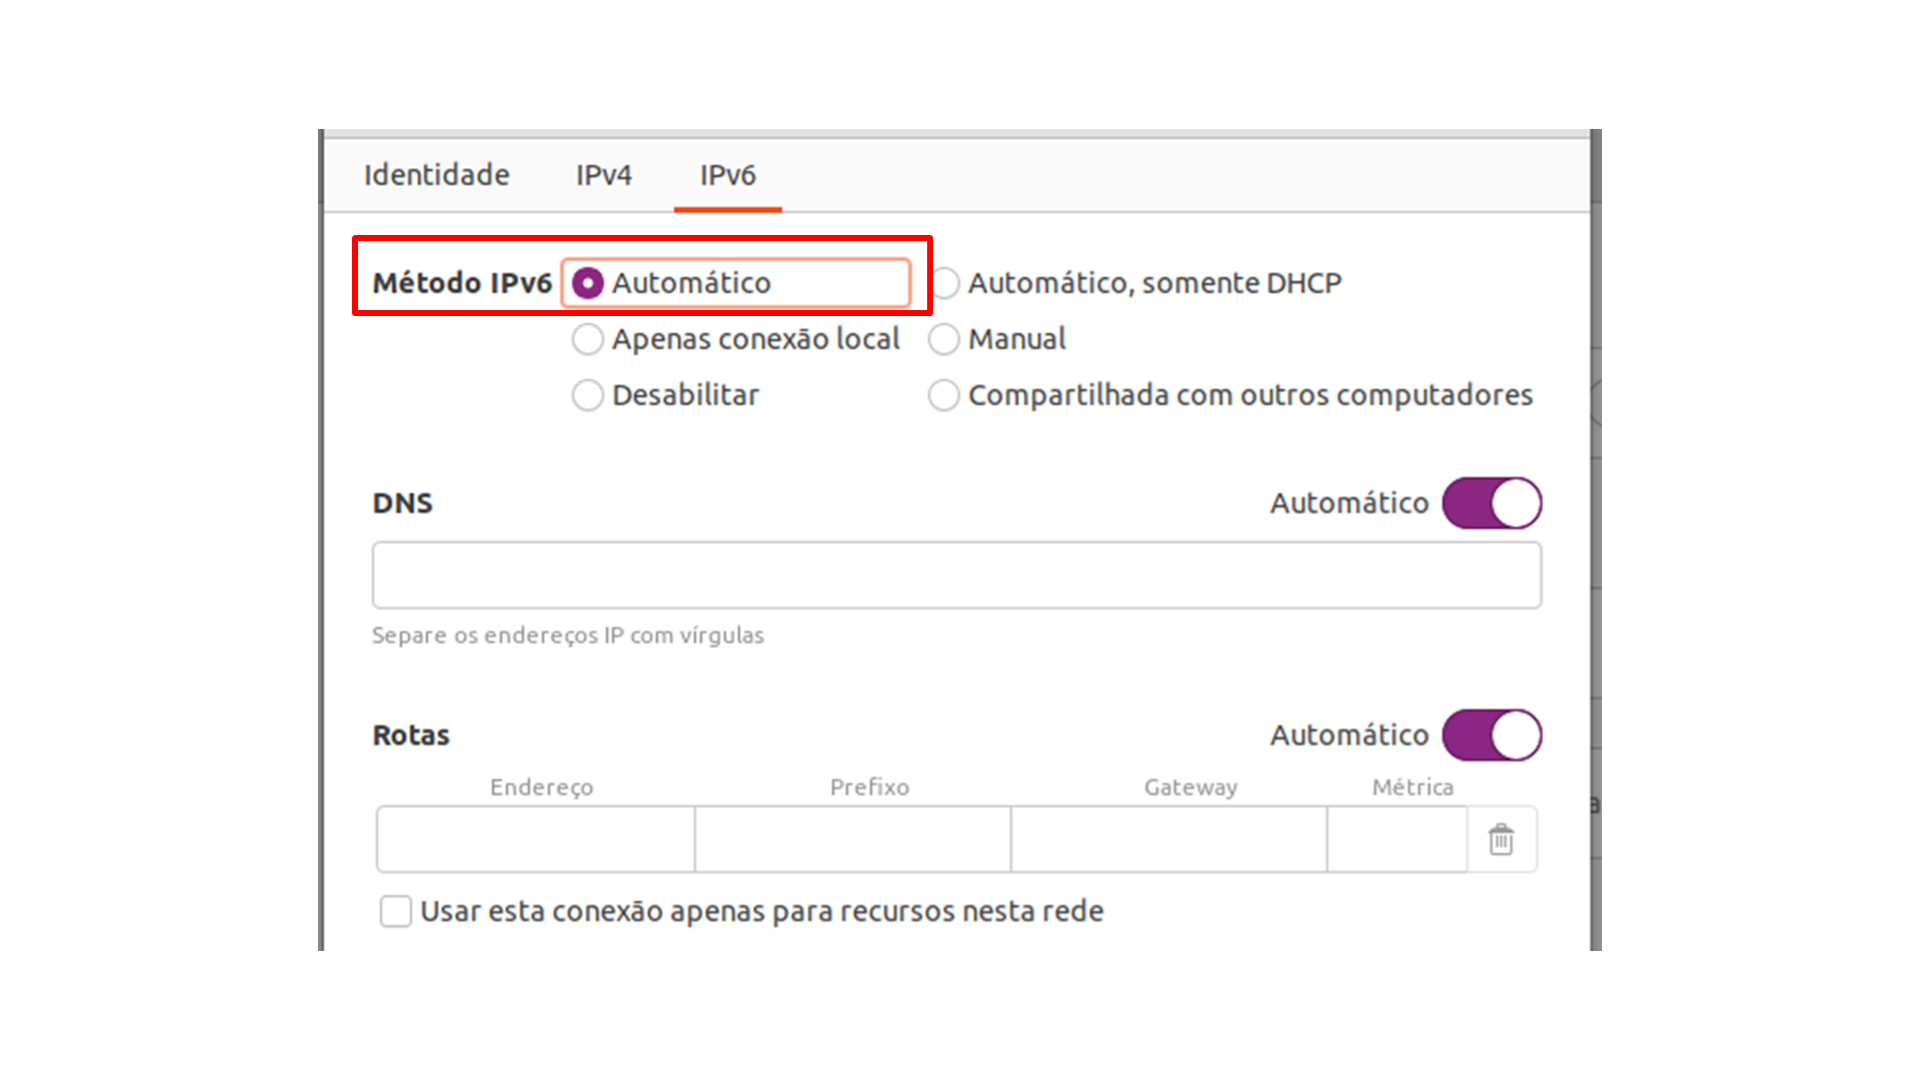 Identidade IPv4 IPv6
Método IPv6 Automático Automático, somente DHCP
Apenas conexão local Manual
Desabilitar Compartilhada com outros computadores
DNS Automático
Separe os endereços IP com vírgulas
Rotas Automático
Endereço Prefixo Gateway Métrica
a
Usar esta conexão apenas para recursos nesta rede